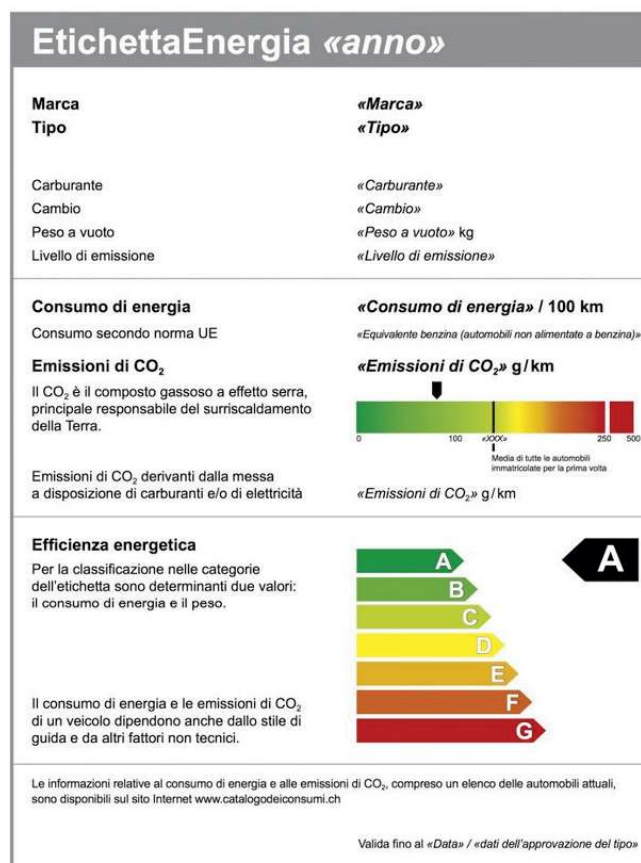 EtichettaEnergia «anno»
Marca «Marca»
Tipo «Tipo»
Carburante «Carburante»
Cambio «Cambio»
Peso a vuoto «Peso a vuoto» kg
Livello di emissione «Livello di emissione»
Consumo di energia «Consumo di energia» / 100 km
Consumo secondo norma UE «Equivalente benzina (automobili non alimentate a benzina)»
Emissioni di CO₂ «Emissioni di CO₂» g/km
Il CO₂ è il composto gassoso a effetto serra,
principale responsabile del surriscaldamento
della Terra.
0 100 «XXX» 250 500
Media di tutte le automobili
immatricolate per la prima volta
Emissioni di CO₂ derivanti dalla messa
a disposizione di carburanti e/o di elettricità «Emissioni di CO₂» g/km
Efficienza energetica
Per la classificazione nelle categorie
dell'etichetta sono determinanti due valori:
il consumo di energia e il peso.
A A
B
C
D
E
F
G
Il consumo di energia e le emissioni di CO₂
di un veicolo dipendono anche dallo stile di
guida e da altri fattori non tecnici.
Le informazioni relative al consumo di energia e alle emissioni di CO₂, compreso un elenco delle automobili attuali,
sono disponibili sul sito Internet www.catalogodeiconsumi.ch
Valida fino al «Data» / «dati dell'approvazione del tipo»